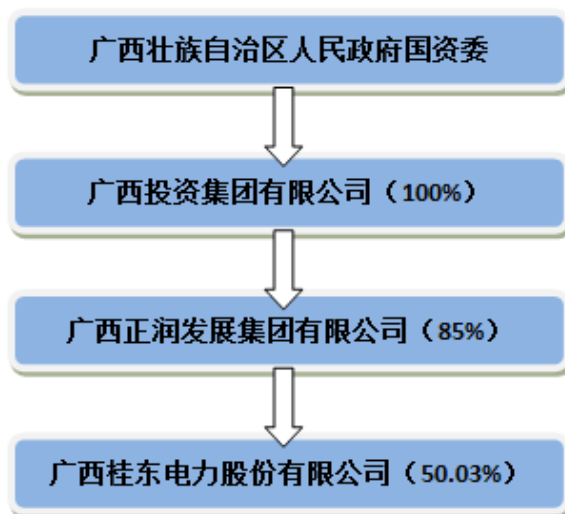 广西壮族自治区人民政府国资委
广西投资集团有限公司（100%）
广西正润发展集团有限公司（85%）
广西桂东电力股份有限公司（50.03%）